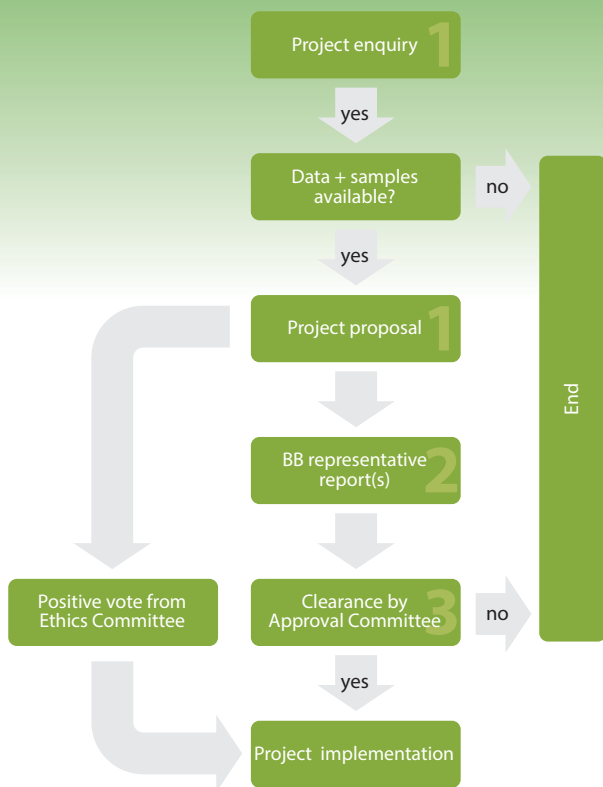 Project enquiry 1
yes
Data + samples
available?
no
yes
Project proposal 1
End
BB representative
report(s)
2
Positive vote from
Ethics Committee
Clearance by
Approval Committee
3
no
yes
Project implementation